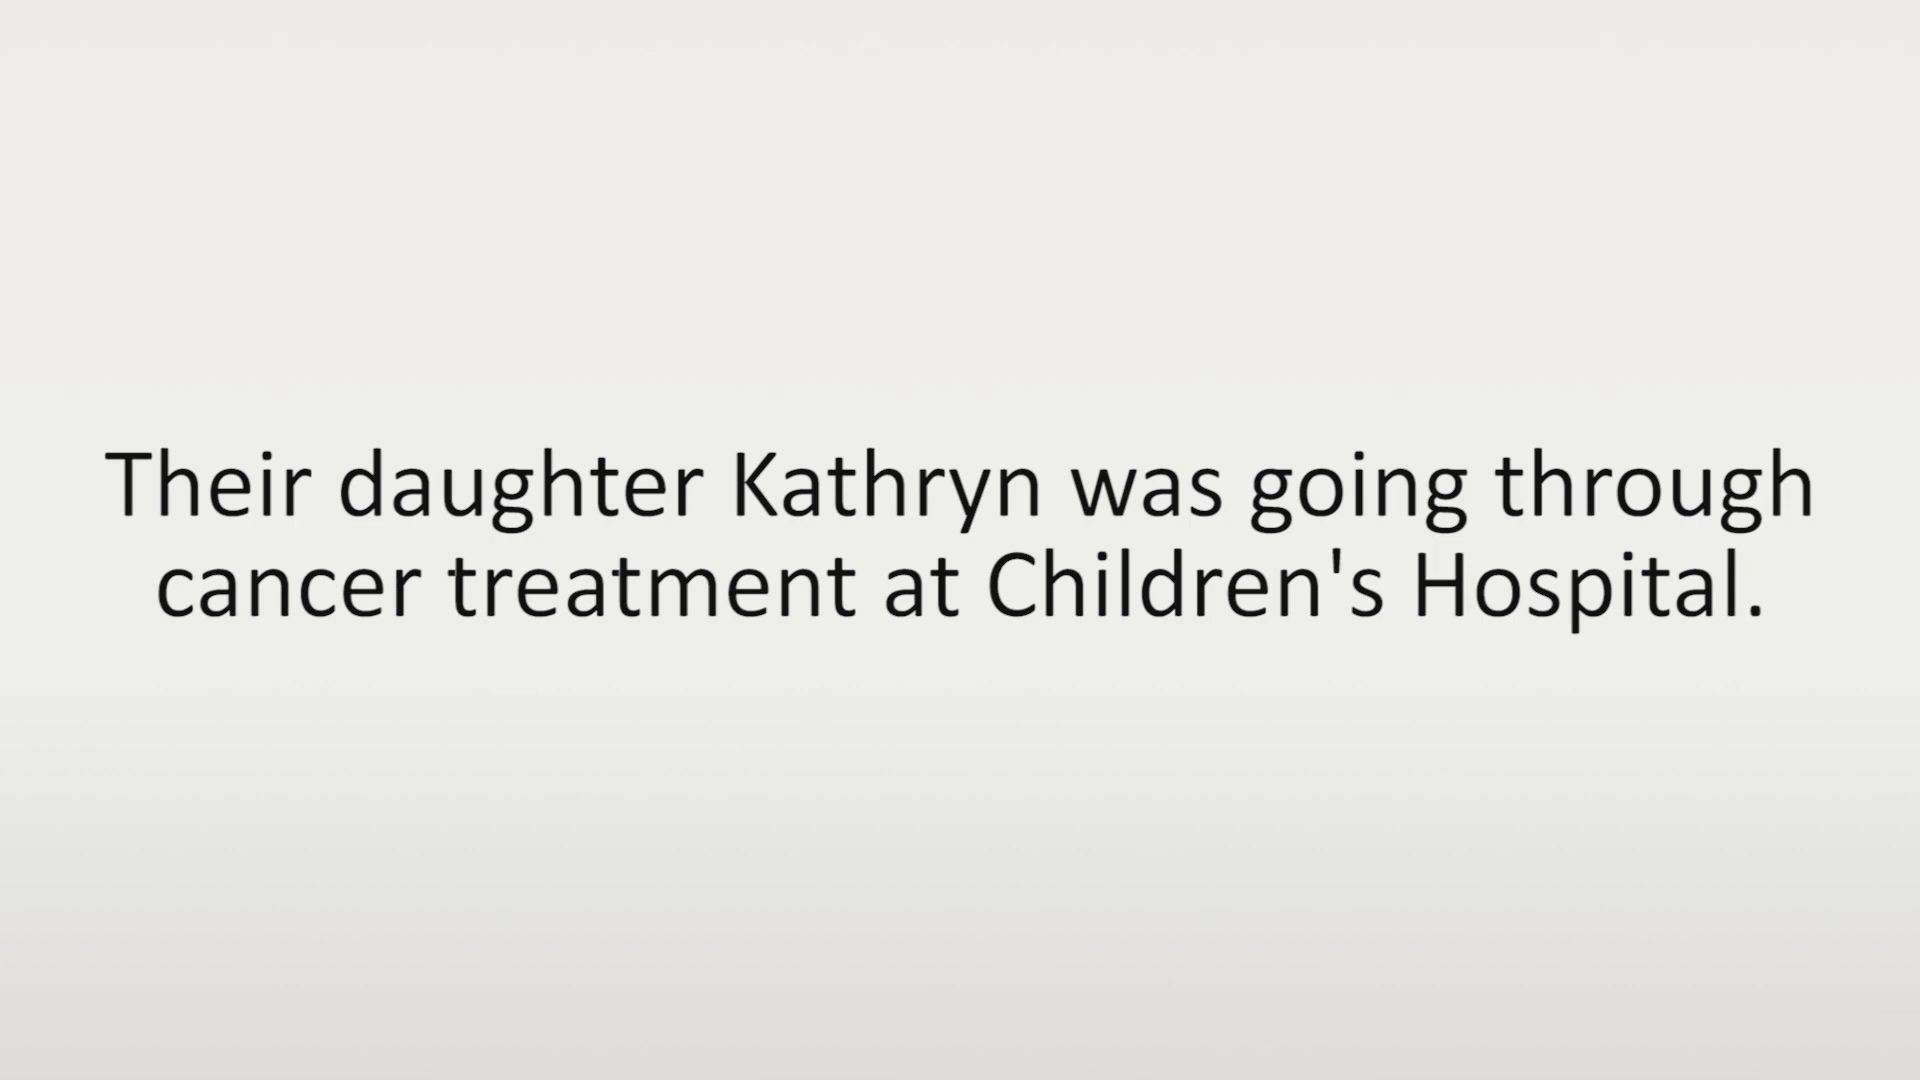 Their daughter Kathryn was going through
cancer treatment at Children's Hospital.